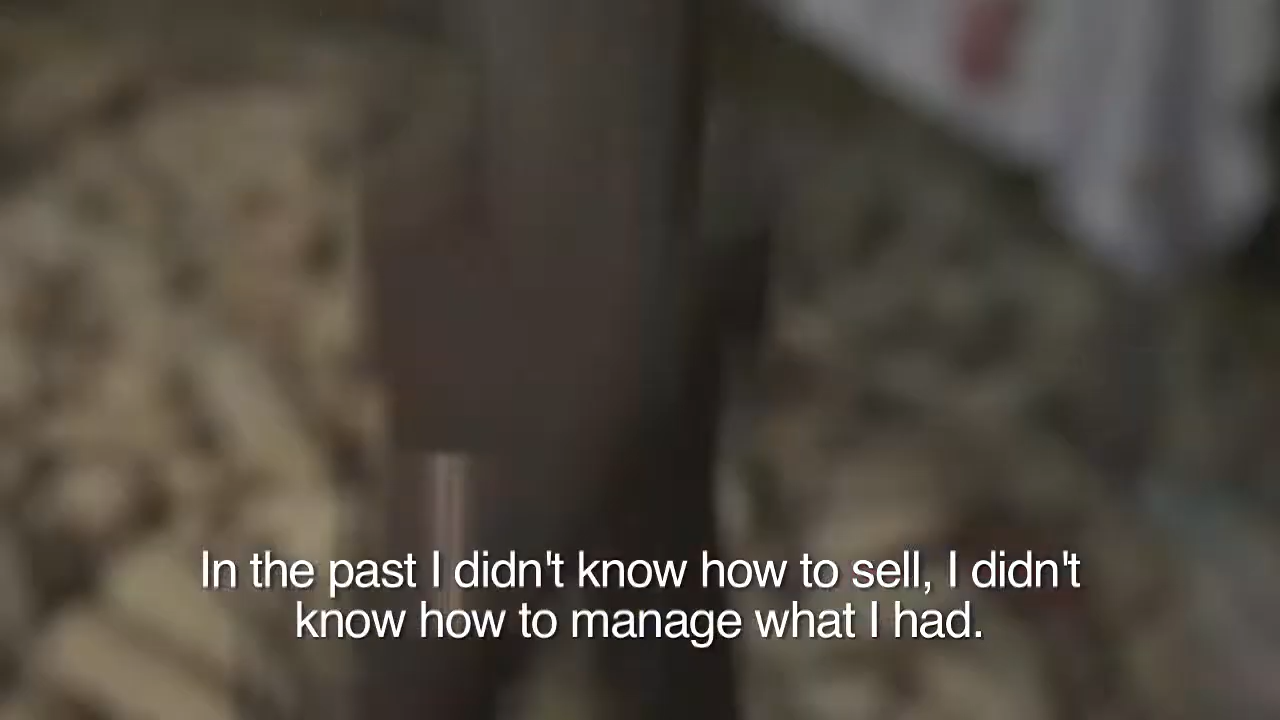 In the past I didn't know how to sell, I didn't
know how to manage what I had.